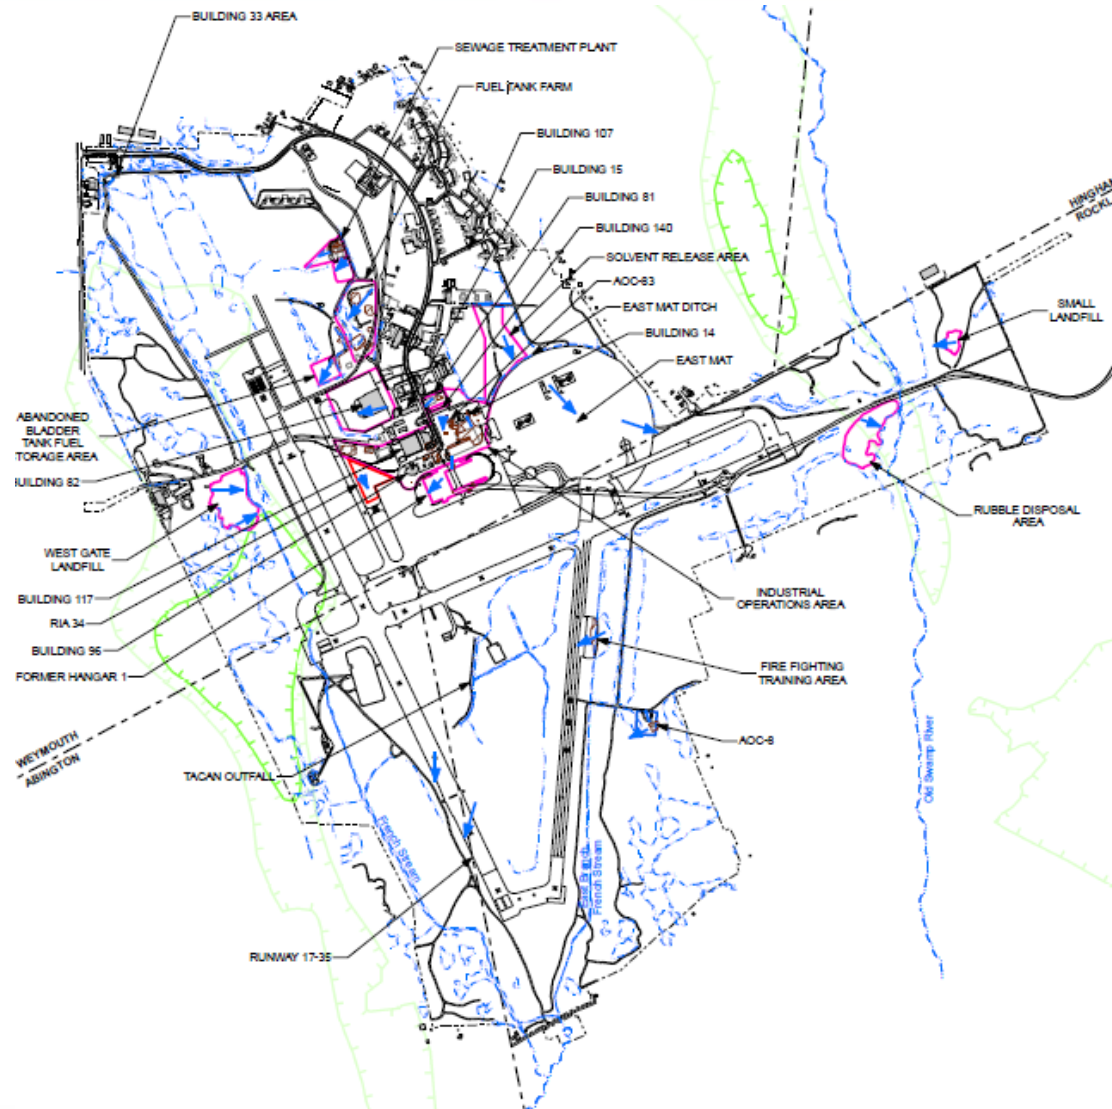 BUILDING 33 AREA
SEWAGE TREATMENT PLANT
FUEL TANK FARM
BUILDING 107
BUILDING 15
BUILDING 81
BUILDING 140
SOLVENT RELEASE AREA
AOC-83
EAST MAT DITCH
BUILDING 14
EAST MAT
HINGHAM
ROCKL
SMALL
LANDFILL
ABANDONED
BLADDER
TANK FUEL
TORAGE AREA
UILDING 82
WEST GATE
LANDFILL
BUILDING 117
RIA 34
BUILDING 96
FORMER HANGAR 1
RUBBLE DISPOSAL
AREA
INDUSTRIAL
OPERATIONS AREA
FIRE FIGHTING
TRAINING AREA
AOC-8
WEYMOUTH
ABINGTON
TACAN OUTFALL
French Stream
East Branch
French Stream
Old Swamp River
RUNWAY 17-35